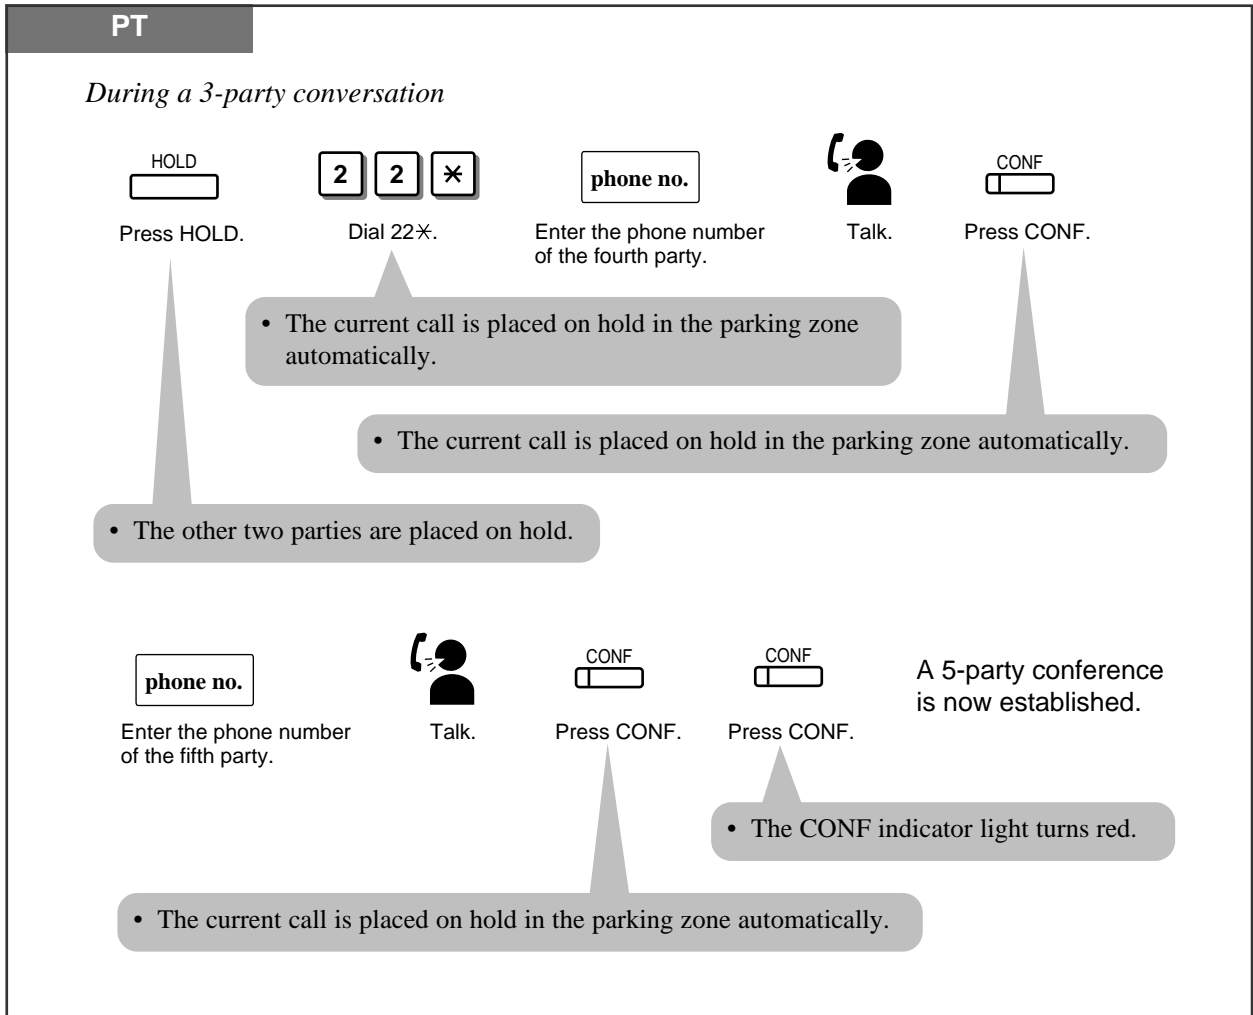 PT
During a 3-party conversation
HOLD
2 2 ✳
phone no.
CONF
Press HOLD.
Dial 22✳.
Enter the phone number
of the fourth party.
Talk.
Press CONF.
• The current call is placed on hold in the parking zone
automatically.
• The current call is placed on hold in the parking zone automatically.
• The other two parties are placed on hold.
phone no.
CONF
CONF
A 5-party conference
is now established.
Enter the phone number
of the fifth party.
Talk.
Press CONF.
Press CONF.
• The CONF indicator light turns red.
• The current call is placed on hold in the parking zone automatically.